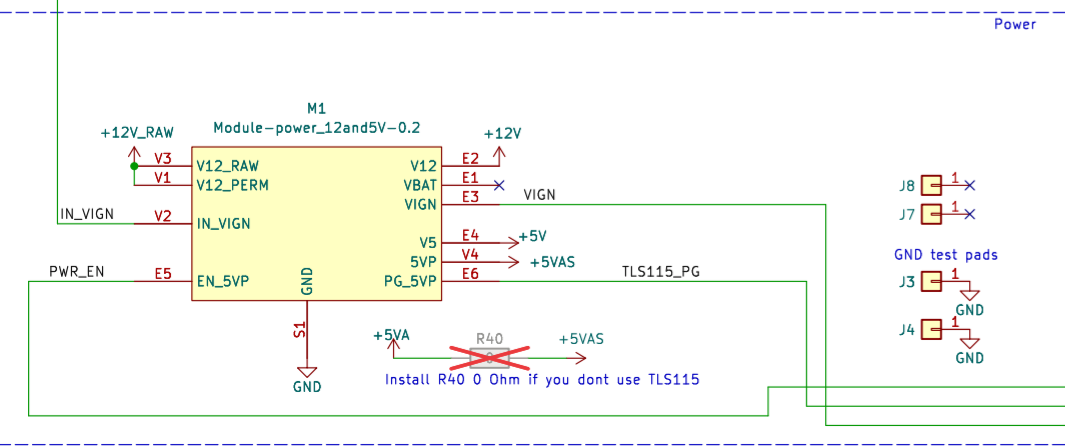 Power
M1
Module-power_12and5V-0.2
+12V_RAW
+12V
V3
V12_RAW
V12
E2
V1
V12_PERM
VBAT
E1
VIGN
E3
VIGN
IN_VIGN
V2
IN_VIGN
V5
E4
+5V
5VP
V4
+5VAS
PWR_EN
E5
EN_5VP
GND
PG_5VP
E6
TLS115_PG
S1
GND
+5VA
R40
0
+5VAS
Install R40 0 Ohm if you dont use TLS115
J8
1
J7
1
GND test pads
J3
1
GND
J4
1
GND